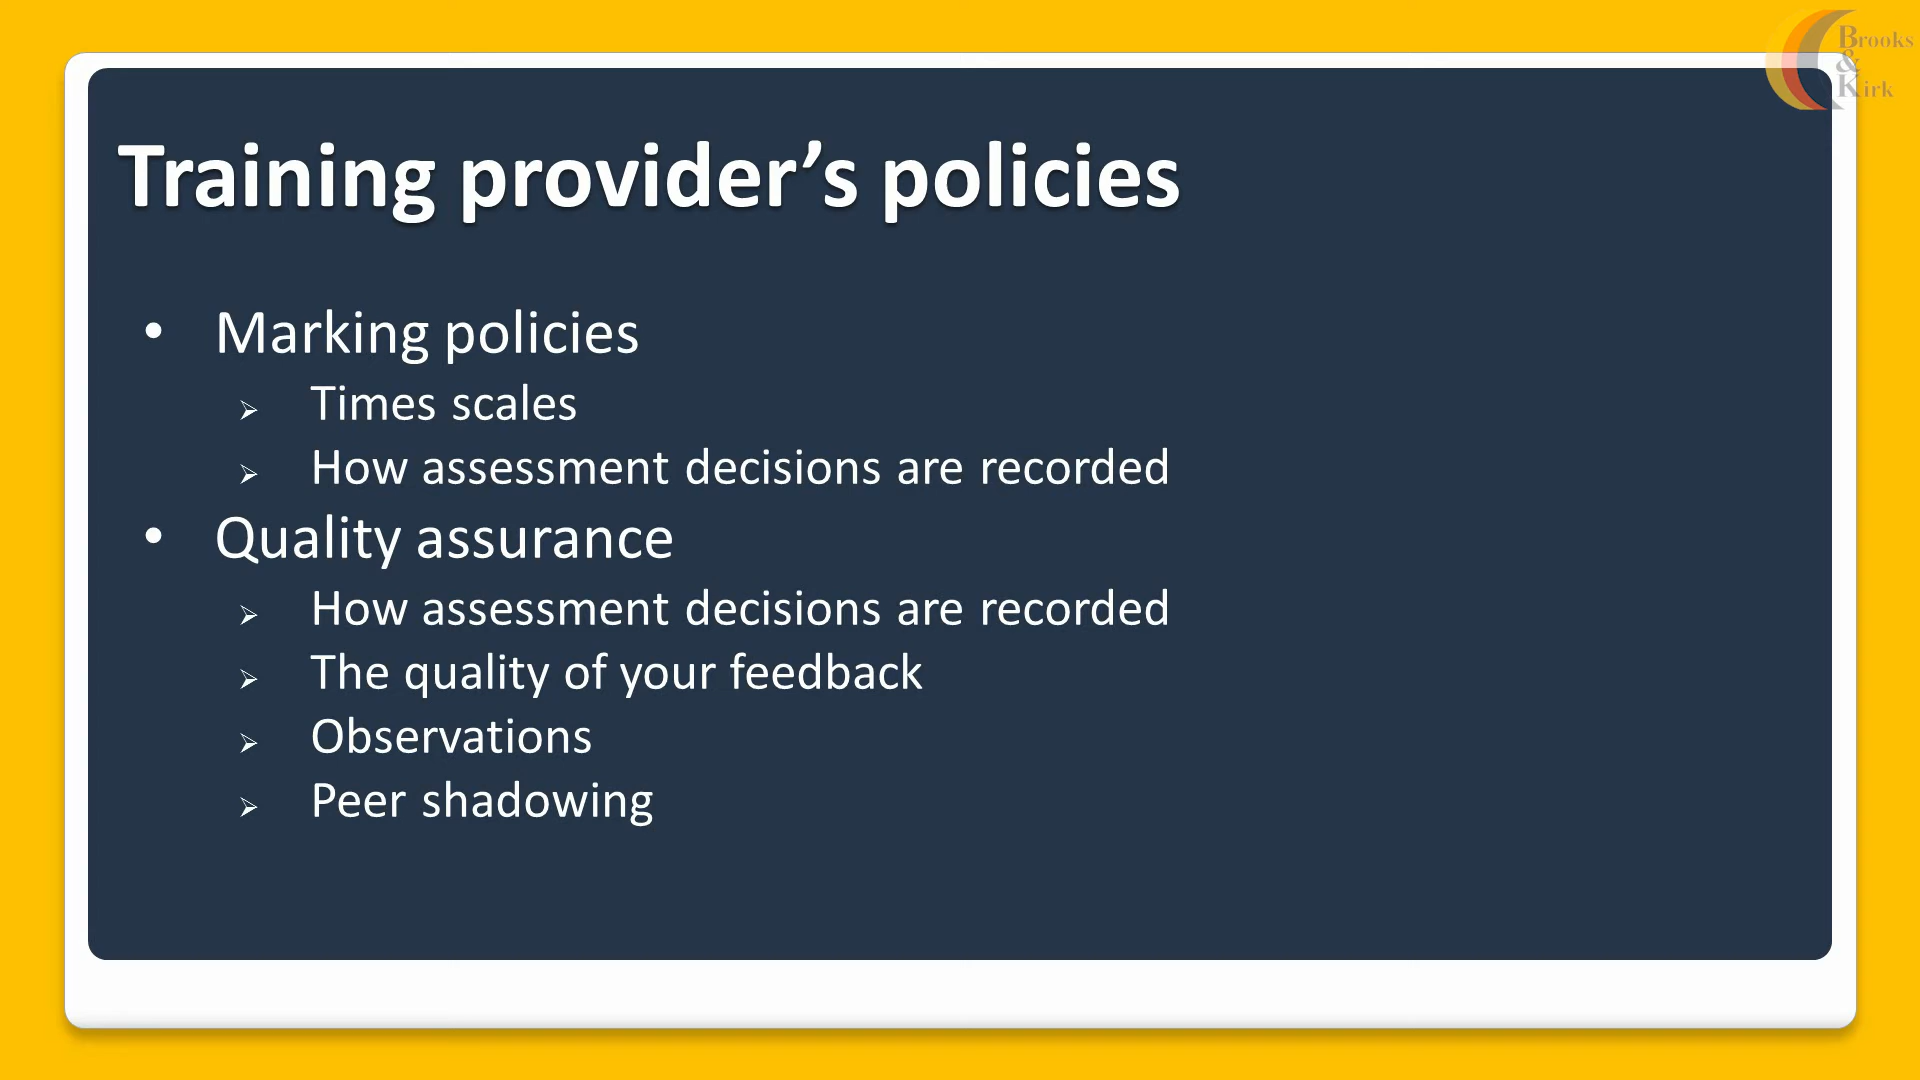 Brooks
&
Kirk
Training provider’s policies
• Marking policies
➢ Times scales
➢ How assessment decisions are recorded
• Quality assurance
➢ How assessment decisions are recorded
➢ The quality of your feedback
➢ Observations
➢ Peer shadowing